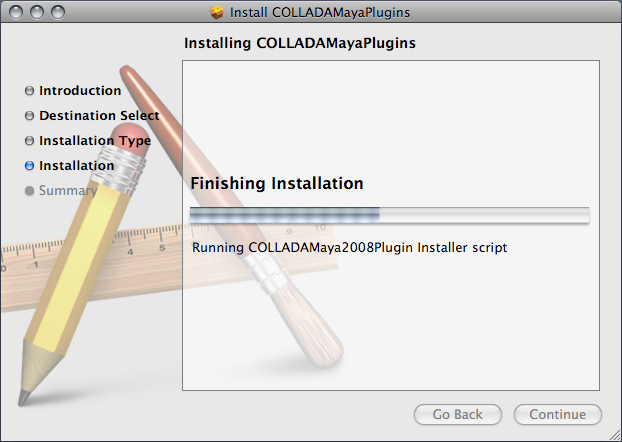 Install COLLADAMayaPlugins
Installing COLLADAMayaPlugins
Introduction
Destination Select
Installation Type
Installation
Summary
Finishing Installation
Running COLLADAMaya2008Plugin Installer script
Go Back
Continue